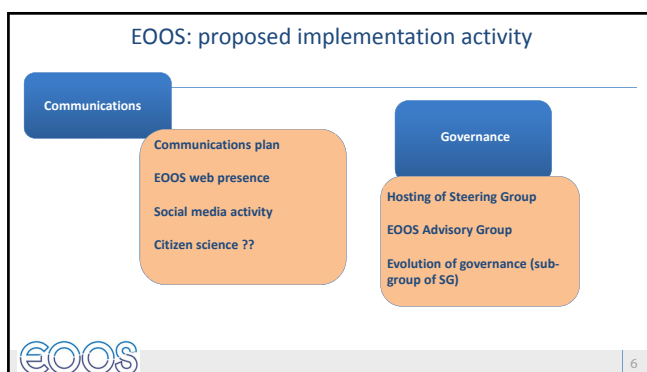 EOOS: proposed implementation activity
Communications
Communications plan
EOOS web presence
Social media activity
Citizen science ??
Governance
Hosting of Steering Group
EOOS Advisory Group
Evolution of governance (sub-
group of SG)
EOOS
6